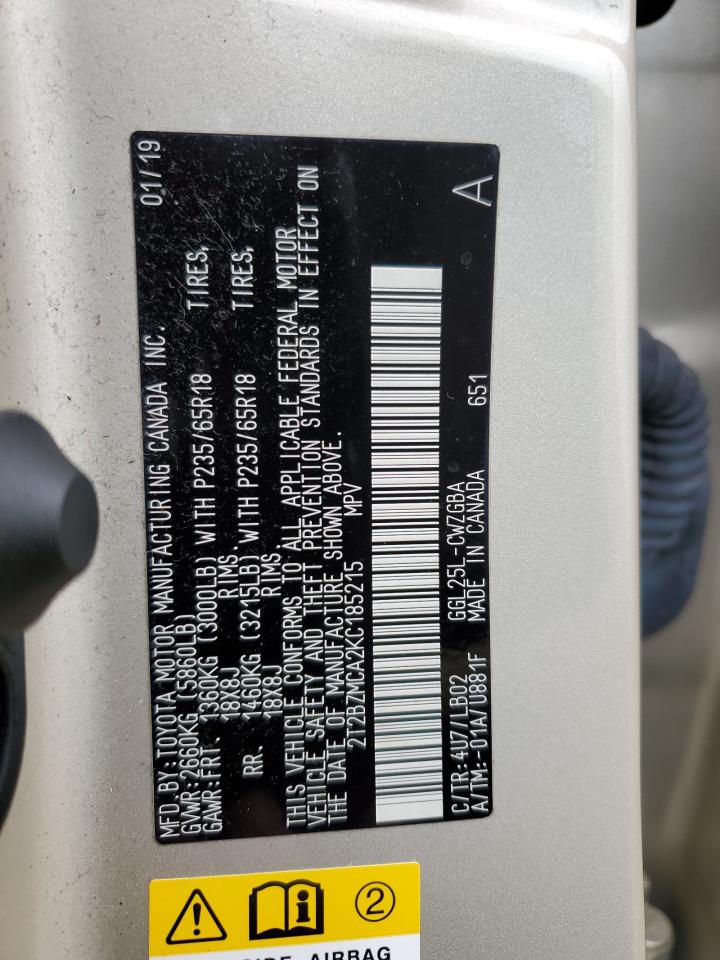 MFD.BY:TOYOTA MOTOR MANUFACTURING CANADA INC. 01/19
GVWR:2660KG (5860LB)
GAWR:FRT. 1360KG (3000LB) WITH P235/65R18 TIRES,
18X8J RIMS.
RR. 1460KG (3215LB) WITH P235/65R18 TIRES,
18X8J RIMS.
THIS VEHICLE CONFORMS TO ALL APPLICABLE FEDERAL MOTOR
VEHICLE SAFETY AND THEFT PREVENTION STANDARDS IN EFFECT ON
THE DATE OF MANUFACTURE SHOWN ABOVE.
2T2BZMCA2KC185215 MPV
A
C/TR:4U7/LB02 GGL25L-CWZGBA
A/TM:-01A/U881F MADE IN CANADA 651
2
SIDE AIRBAG